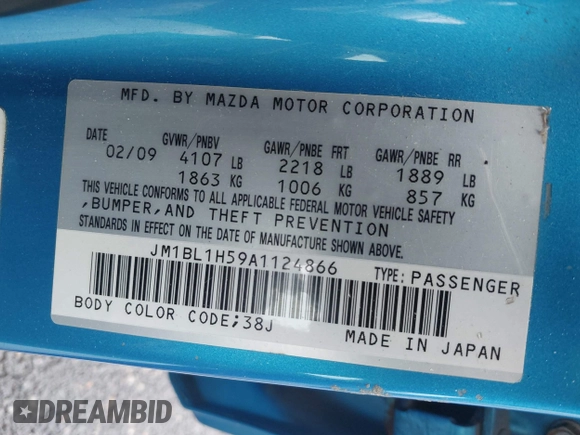 MFD. BY MAZDA MOTOR CORPORATION
DATE GVWR/PNBV GAWR/PNBE FRT GAWR/PNBE RR
02/09 4107 LB 2218 LB 1889 LB
1863 KG 1006 KG 857 KG
THIS VEHICLE CONFORMS TO ALL APPLICABLE FEDERAL MOTOR VEHICLE SAFETY
,BUMPER,AND THEFT PREVENTION
STANDARDS IN EFFECT ON THE DATE OF MANUFACTURE SHOWN ABOVE.
JM1BL1H59A1124866 TYPE: PASSENGER
BODY COLOR CODE;38J MADE IN JAPAN
DREAMBID